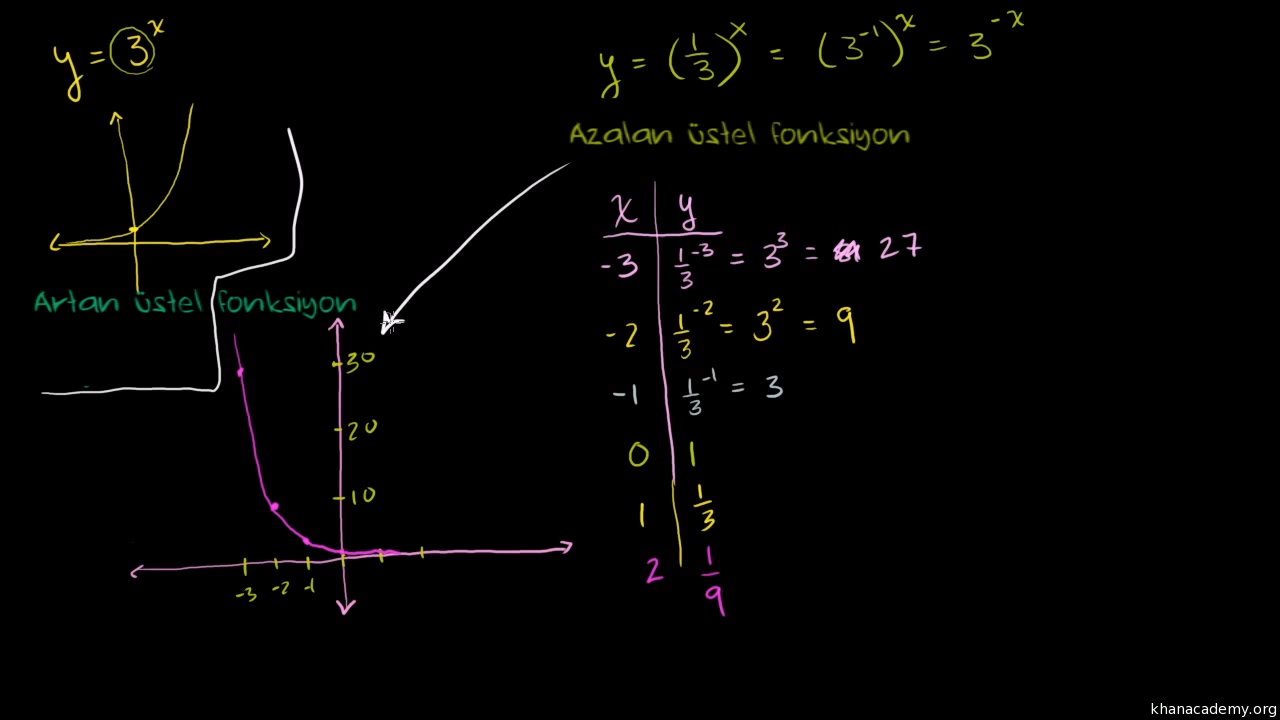 y = 3^x
y = (1/3)^x = (3^-1)^x = 3^-x
Azalan üstel fonksiyon
Artan üstel fonksiyon
x y
-3 1/3^-3 = 3^3 = 27
-2 1/3^-2 = 3^2 = 9
-1 1/3^-1 = 3
0 1
1 1/3
2 1/9
30
20
10
-3 -2 -1
khanacademy.org